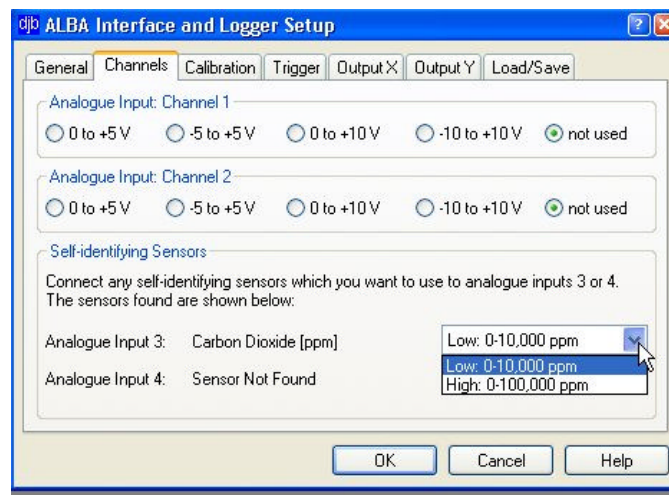 djb ALBA Interface and Logger Setup
General Channels Calibration Trigger Output X Output Y Load/Save
Analogue Input: Channel 1
0 to +5 V -5 to +5 V 0 to +10 V -10 to +10 V not used
Analogue Input: Channel 2
0 to +5 V -5 to +5 V 0 to +10 V -10 to +10 V not used
Self-identifying Sensors
Connect any self-identifying sensors which you want to use to analogue inputs 3 or 4.
The sensors found are shown below:
Analogue Input 3: Carbon Dioxide [ppm] Low: 0-10,000 ppm
Low: 0-10,000 ppm
High: 0-100,000 ppm
Analogue Input 4: Sensor Not Found
OK Cancel Help